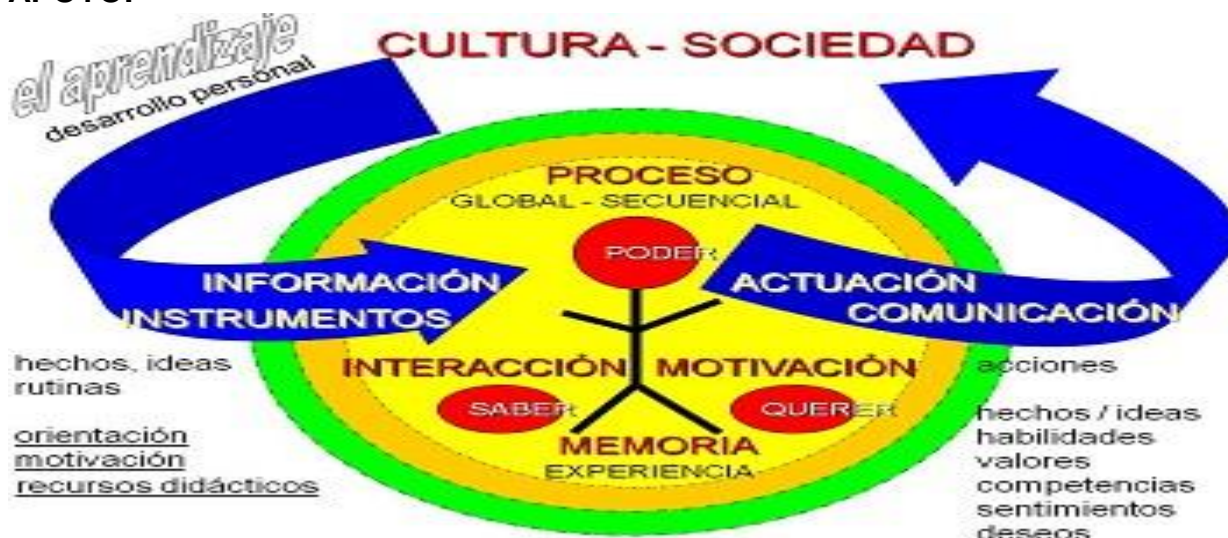 el aprendizaje
desarrollo personal
CULTURA - SOCIEDAD
PROCESO
GLOBAL - SECUENCIAL
PODER
INFORMACIÓN
INSTRUMENTOS
ACTUACIÓN
COMUNICACIÓN
hechos, ideas
rutinas
orientación
motivación
recursos didácticos
INTERACCIÓN
MOTIVACIÓN
SABER
QUERER
MEMORIA
EXPERIENCIA
acciones
hechos / ideas
habilidades
valores
competencias
sentimientos
deseos